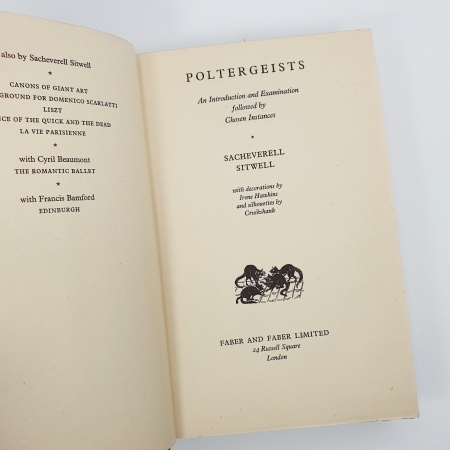 also by Sacheverell Sitwell
*
CANONS OF GIANT ART
GROUND FOR DOMENICO SCARLATTI
LISZT
CE OF THE QUICK AND THE DEAD
LA VIE PARISIENNE
*
with Cyril Beaumont
THE ROMANTIC BALLET
*
with Francis Bamford
EDINBURGH
POLTERGEISTS
An Introduction and Examination
followed by
Chosen Instances
*
SACHEVERELL
SITWELL
with decorations by
Irene Hawkins
and silhouettes by
Cruikshank
FABER AND FABER LIMITED
24 Russell Square
London